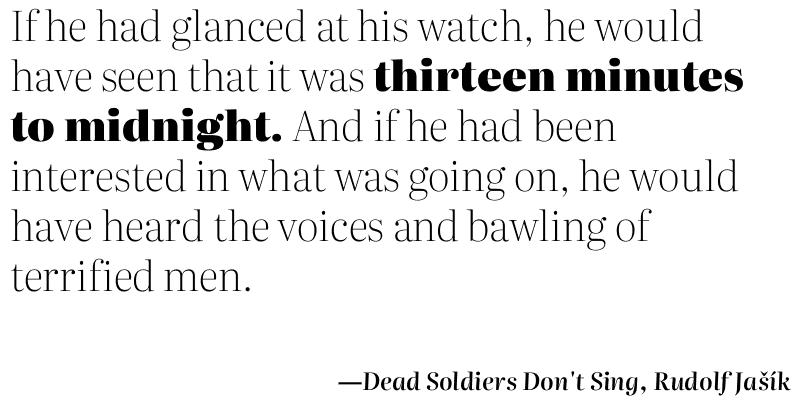 If he had glanced at his watch, he would
have seen that it was thirteen minutes
to midnight. And if he had been
interested in what was going on, he would
have heard the voices and bawling of
terrified men.
—Dead Soldiers Don't Sing, Rudolf Jašík